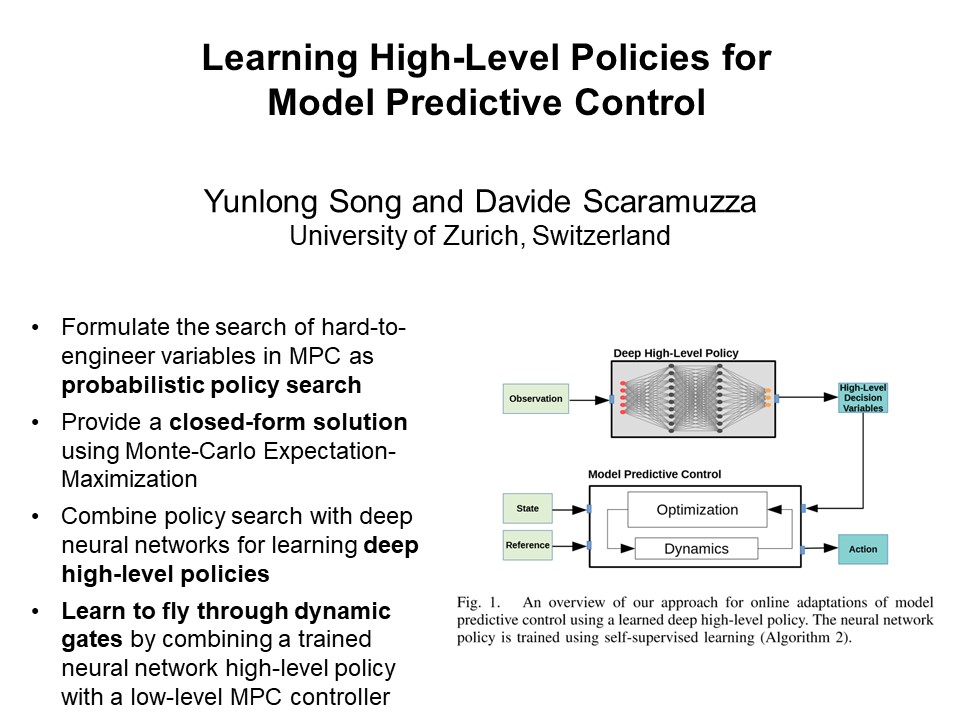 Learning High-Level Policies for
Model Predictive Control
Yunlong Song and Davide Scaramuzza
University of Zurich, Switzerland
• Formulate the search of hard-to-
engineer variables in MPC as
probabilistic policy search
• Provide a closed-form solution
using Monte-Carlo Expectation-
Maximization
• Combine policy search with deep
neural networks for learning deep
high-level policies
• Learn to fly through dynamic
gates by combining a trained
neural network high-level policy
with a low-level MPC controller
Deep High-Level Policy
Observation
High-Level
Decision
Variables
Model Predictive Control
State
Reference
Optimization
Dynamics
Action
Fig. 1. An overview of our approach for online adaptations of model
predictive control using a learned deep high-level policy. The neural network
policy is trained using self-supervised learning (Algorithm 2).